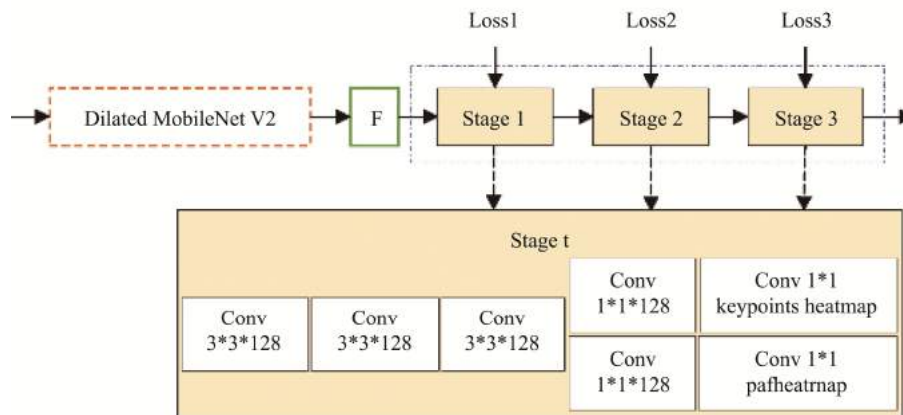 Loss1 Loss2 Loss3
Dilated MobileNet V2 F Stage 1 Stage 2 Stage 3
Stage t
Conv
3*3*128
Conv
3*3*128
Conv
3*3*128
Conv
1*1*128
Conv 1*1
keypoints heatmap
Conv
1*1*128
Conv 1*1
pafheatrnap